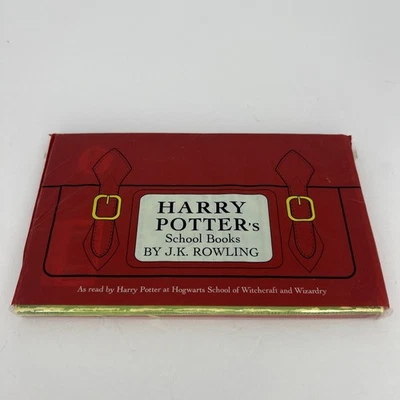 HARRY
POTTER's
School Books
BY J.K. ROWLING
As read by Harry Potter at Hogwarts School of Witchcraft and Wizardry